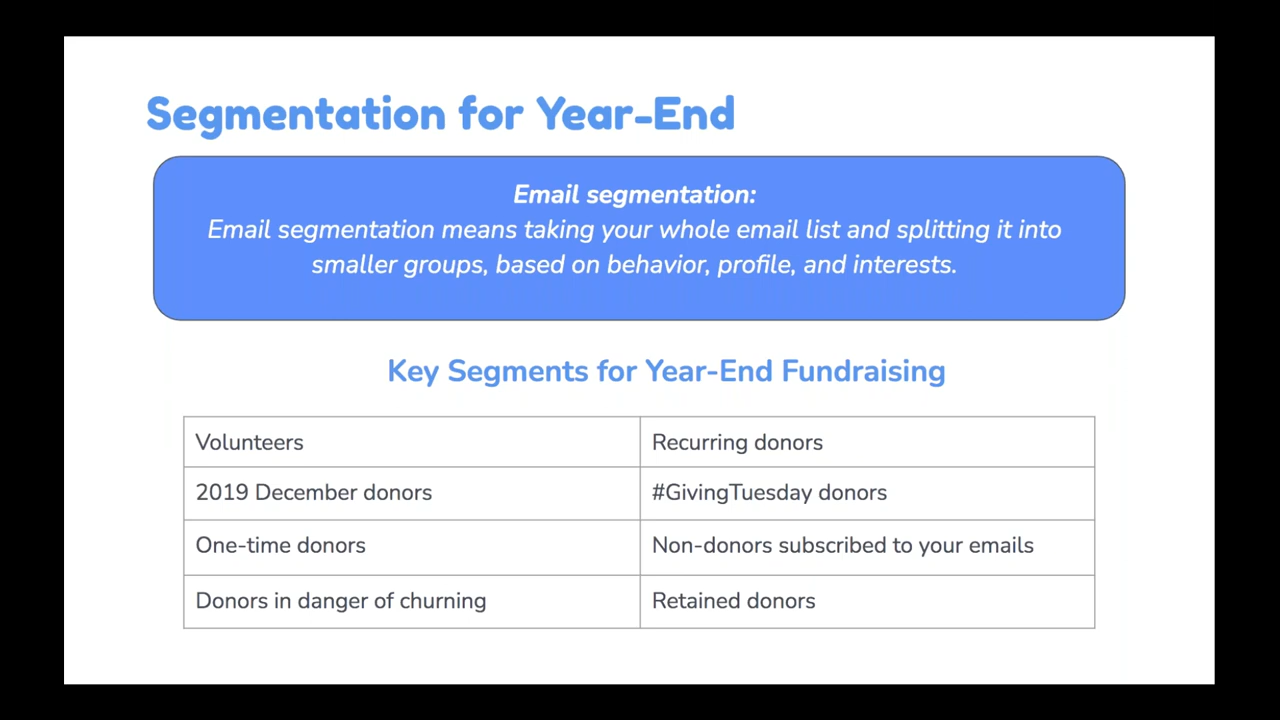 Segmentation for Year-End
Email segmentation:
Email segmentation means taking your whole email list and splitting it into
smaller groups, based on behavior, profile, and interests.
Key Segments for Year-End Fundraising
Volunteers
Recurring donors
2019 December donors
#GivingTuesday donors
One-time donors
Non-donors subscribed to your emails
Donors in danger of churning
Retained donors